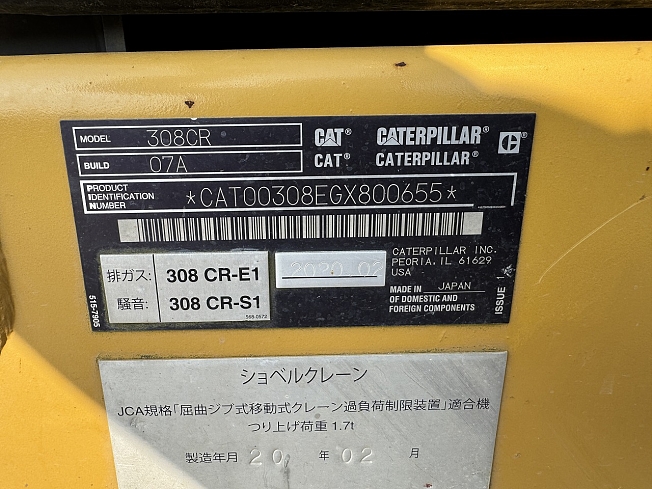 MODEL 308CR CAT® CATERPILLAR® C®
BUILD 07A CAT® CATERPILLAR®
PRODUCT IDENTIFICATION NUMBER *CAT00308EGX800655*
排ガス: 308 CR-E1
騒音: 308 CR-S1
568-0572
2020 02
CATERPILLAR INC.
PEORIA, IL 61629
USA
MADE IN JAPAN
OF DOMESTIC AND
FOREIGN COMPONENTS
515-7905
ISSUE
ショベルクレーン
JCA規格「屈曲ジブ式移動式クレーン過負荷制限装置」適合機
つり上げ荷重 1.7t
製造年月 20 年 02 月